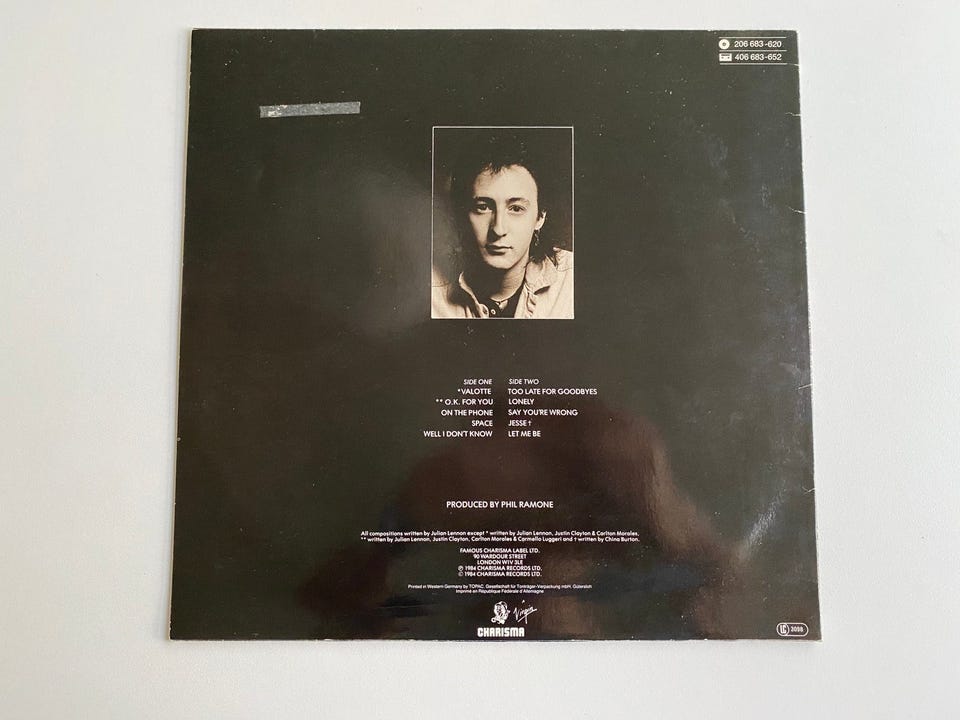 206 683-620
406 683-652
SIDE ONE
*VALOTTE
** O.K. FOR YOU
ON THE PHONE
SPACE
WELL I DON'T KNOW
SIDE TWO
TOO LATE FOR GOODBYES
LONELY
SAY YOU'RE WRONG
JESSE †
LET ME BE
PRODUCED BY PHIL RAMONE
All compositions written by Julian Lennon except * written by Julian Lennon, Justin Clayton & Carlton Morales,
** written by Julian Lennon, Justin Clayton, Carlton Morales & Carmella Luggeri and † written by China Burton.
FAMOUS CHARISMA LABEL LTD.
90 WARDOUR STREET
LONDON W1V 3LE
℗ 1984 CHARISMA RECORDS LTD.
© 1984 CHARISMA RECORDS LTD.
Printed in Western Germany by TOPAC, Gesellschaft für Tonträger-Verpackung mbH, Gütersloh
Imprimé en République Fédérale d'Allemagne
Virgin
CHARISMA
LC 3098